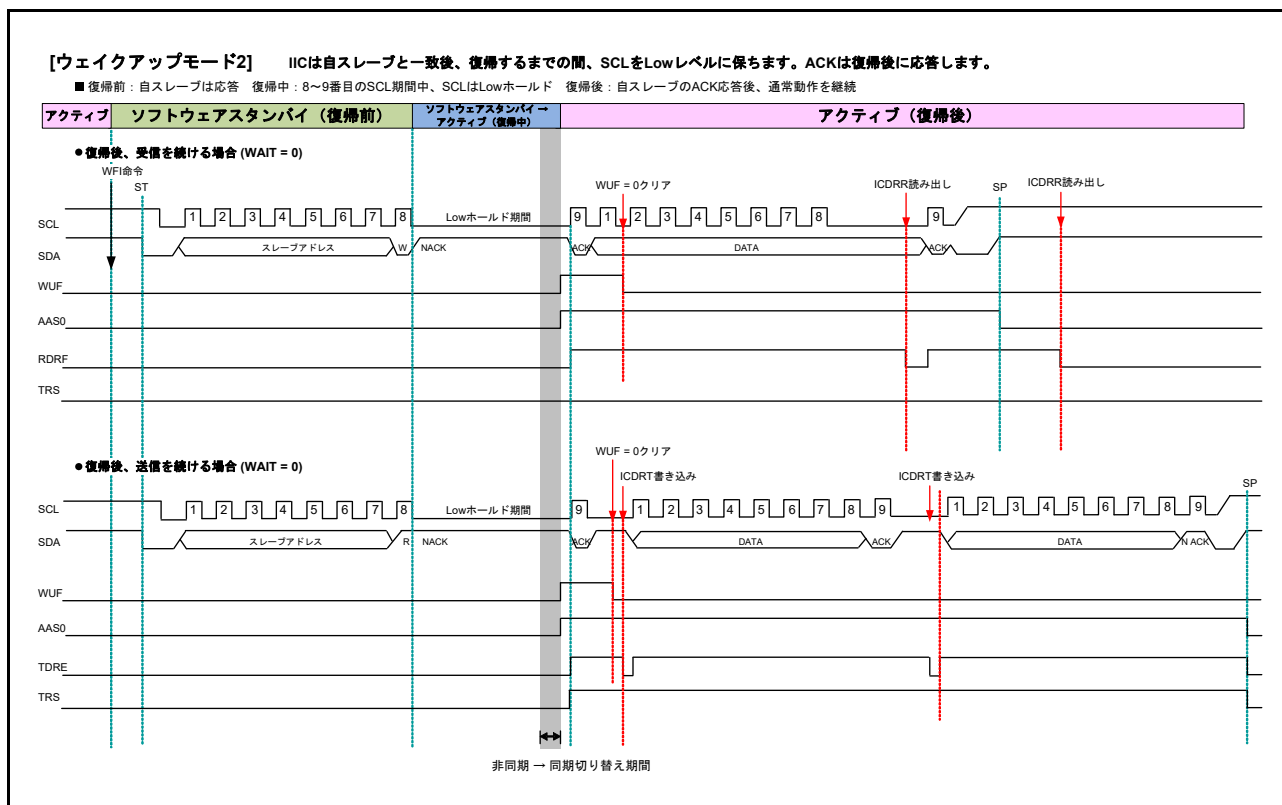 [ウェイクアップモード2] IICは自スレーブと一致後、復帰するまでの間、SCLをLowレベルに保ちます。ACKは復帰後に応答します。
■ 復帰前：自スレーブは応答 復帰中：8～9番目のSCL期間中、SCLはLowホールド 復帰後：自スレーブのACK応答後、通常動作を継続
アクティブ ソフトウェアスタンバイ（復帰前） ソフトウェアスタンバイ → アクティブ（復帰中） アクティブ（復帰後）
● 復帰後、受信を続ける場合 (WAIT = 0)
WFI命令
ST
WUF = 0クリア
ICDRR読み出し
SP
ICDRR読み出し
SCL 1 2 3 4 5 6 7 8 Lowホールド期間 9 1 2 3 4 5 6 7 8 9
SDA スレーブアドレス W NACK ACK DATA ACK
WUF
AAS0
RDRF
TRS
● 復帰後、送信を続ける場合 (WAIT = 0)
WUF = 0クリア
ICDRT書き込み
ICDRT書き込み
SP
SCL 1 2 3 4 5 6 7 8 Lowホールド期間 9 1 2 3 4 5 6 7 8 9 1 2 3 4 5 6 7 8 9
SDA スレーブアドレス R NACK ACK DATA ACK DATA N ACK
WUF
AAS0
TDRE
TRS
非同期 → 同期切り替え期間